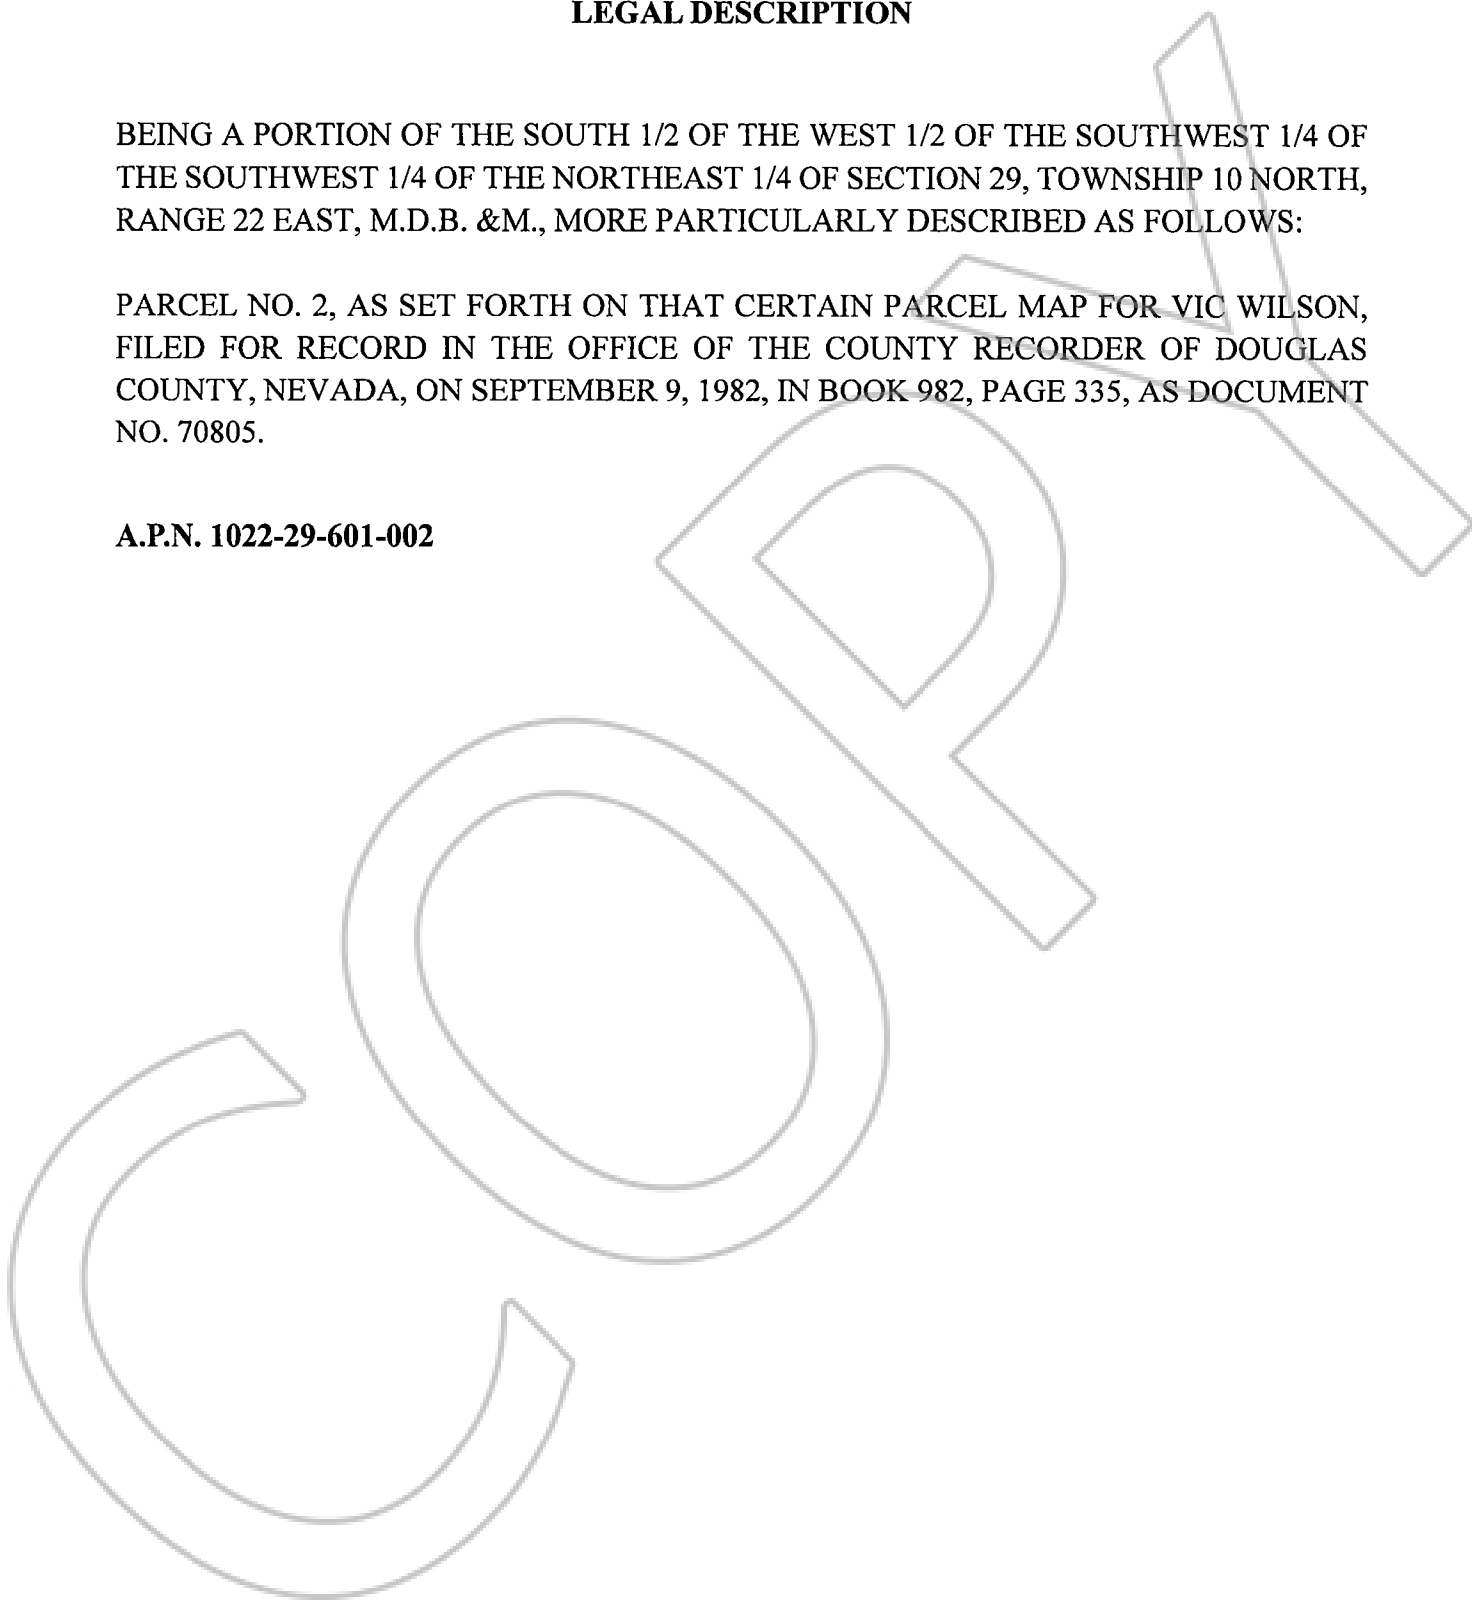 LEGAL DESCRIPTION
BEING A PORTION OF THE SOUTH 1/2 OF THE WEST 1/2 OF THE SOUTHWEST 1/4 OF
THE SOUTHWEST 1/4 OF THE NORTHEAST 1/4 OF SECTION 29, TOWNSHIP 10 NORTH,
RANGE 22 EAST, M.D.B. &M., MORE PARTICULARLY DESCRIBED AS FOLLOWS:
PARCEL NO. 2, AS SET FORTH ON THAT CERTAIN PARCEL MAP FOR VIC WILSON,
FILED FOR RECORD IN THE OFFICE OF THE COUNTY RECORDER OF DOUGLAS
COUNTY, NEVADA, ON SEPTEMBER 9, 1982, IN BOOK 982, PAGE 335, AS DOCUMENT
NO. 70805.
A.P.N. 1022-29-601-002
COPY